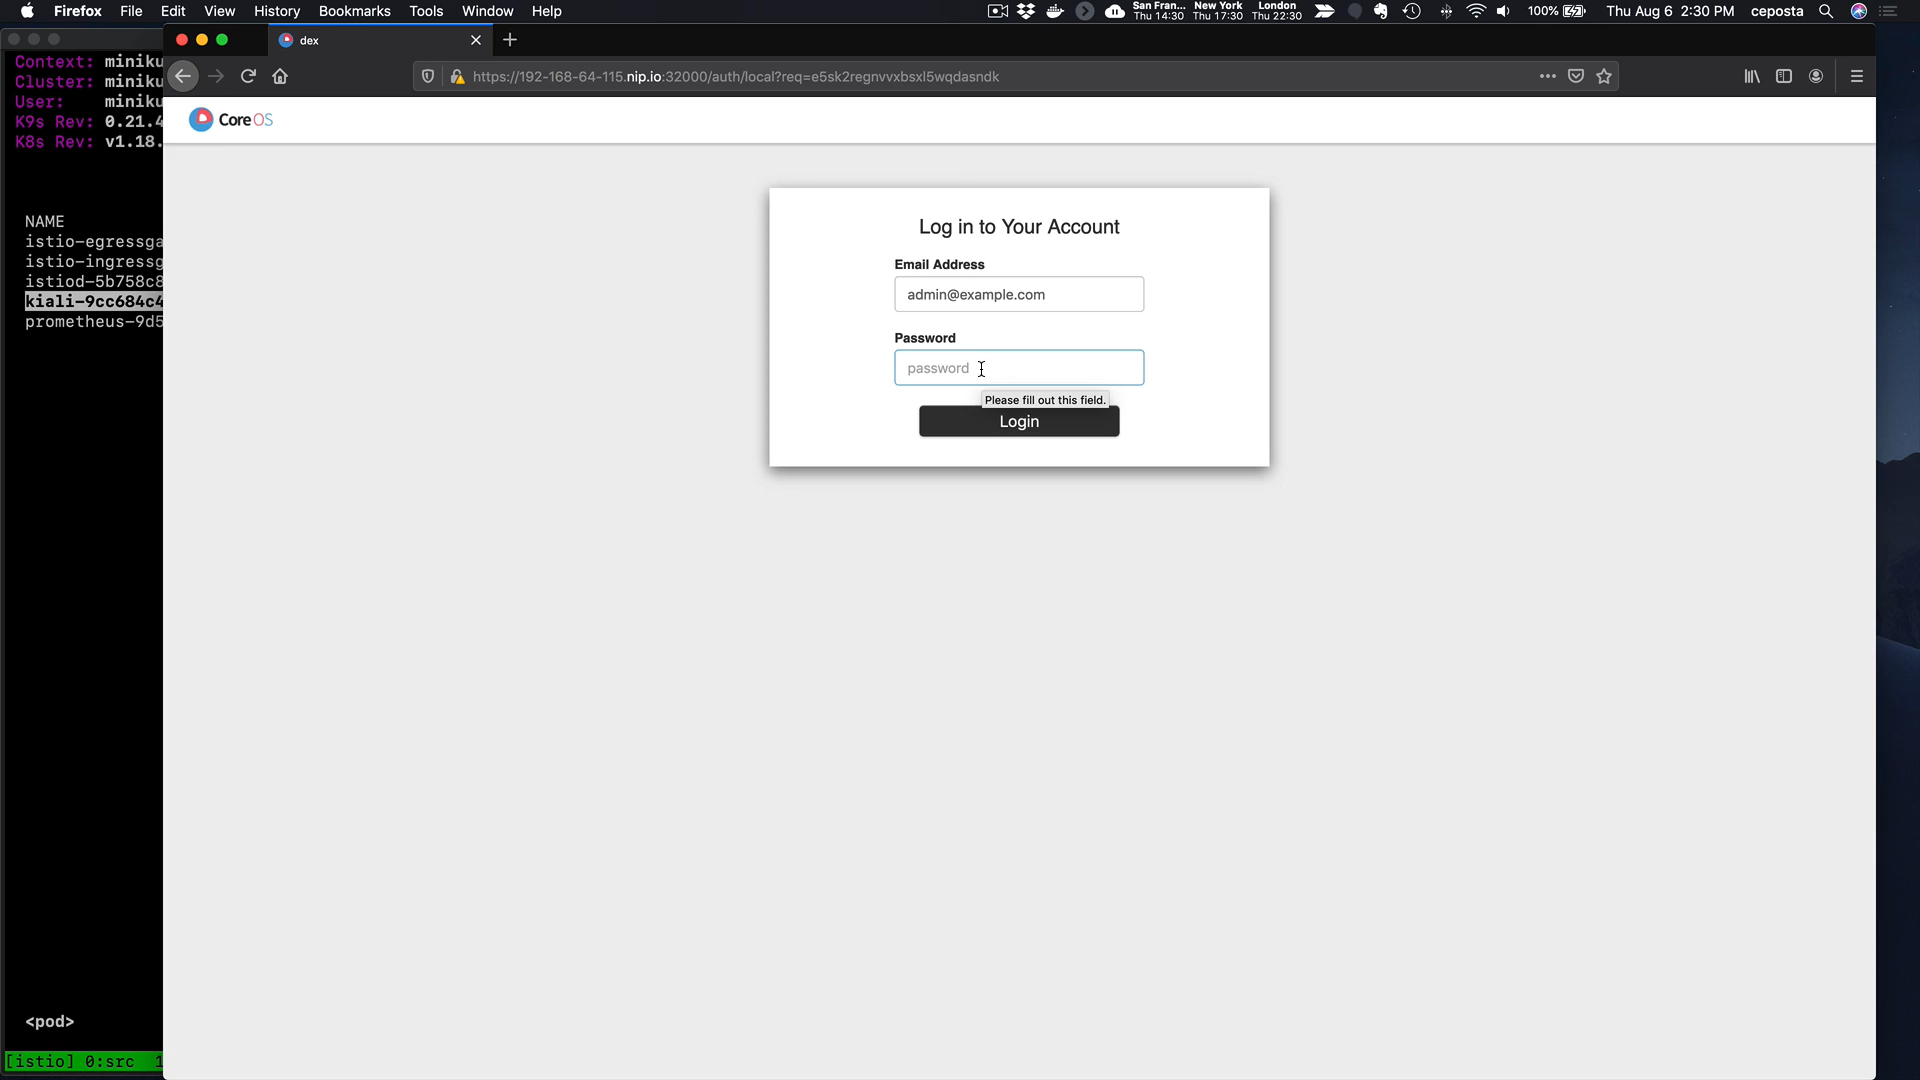 Firefox File Edit View History Bookmarks Tools Window Help
San Fran... New York London
Thu 14:30 Thu 17:30 Thu 22:30
100% Thu Aug 6 2:30 PM ceposta
dex
https://192-168-64-115.nip.io:32000/auth/local?req=e5sk2regnvvxbsxl5wqdasndk
Context: miniku
Cluster: miniku
User: miniku
K9s Rev: 0.21.4
K8s Rev: v1.18.
CoreOS
Log in to Your Account
Email Address
admin@example.com
Password
password
Please fill out this field.
Login
NAME
istio-egressga
istio-ingressg
istiod-5b758c8
kiali-9cc684c4
prometheus-9d5
<pod>
[istio] 0:src 1